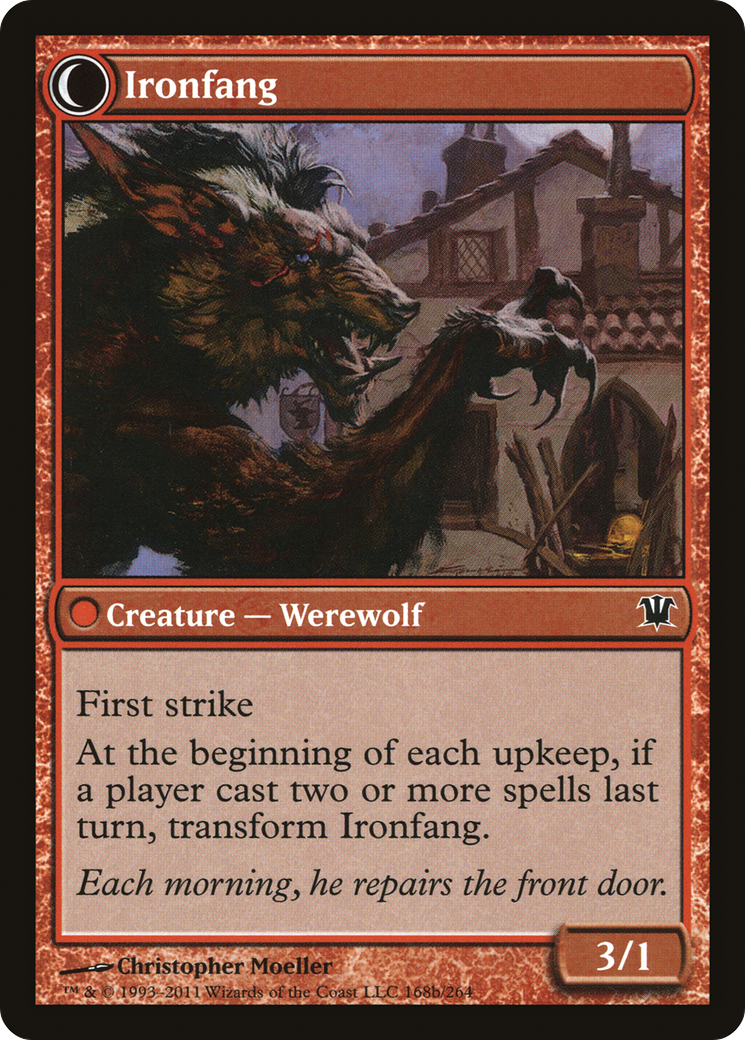 Ironfang
Creature — Werewolf
First strike
At the beginning of each upkeep, if
a player cast two or more spells last
turn, transform Ironfang.
Each morning, he repairs the front door.
3/1
Christopher Moeller
™ & © 1993–2011 Wizards of the Coast LLC 168b/264